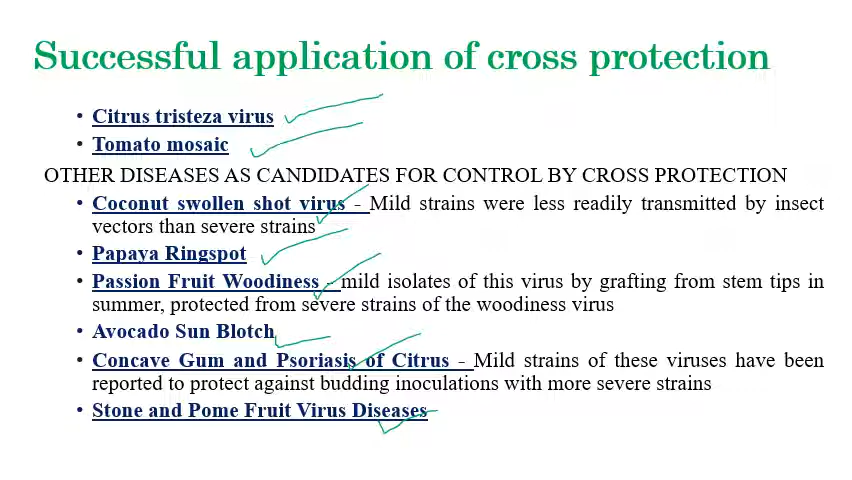 Successful application of cross protection
• Citrus tristeza virus
• Tomato mosaic
OTHER DISEASES AS CANDIDATES FOR CONTROL BY CROSS PROTECTION
• Coconut swollen shot virus - Mild strains were less readily transmitted by insect
vectors than severe strains
• Papaya Ringspot
• Passion Fruit Woodiness - mild isolates of this virus by grafting from stem tips in
summer, protected from severe strains of the woodiness virus
• Avocado Sun Blotch
• Concave Gum and Psoriasis of Citrus - Mild strains of these viruses have been
reported to protect against budding inoculations with more severe strains
• Stone and Pome Fruit Virus Diseases